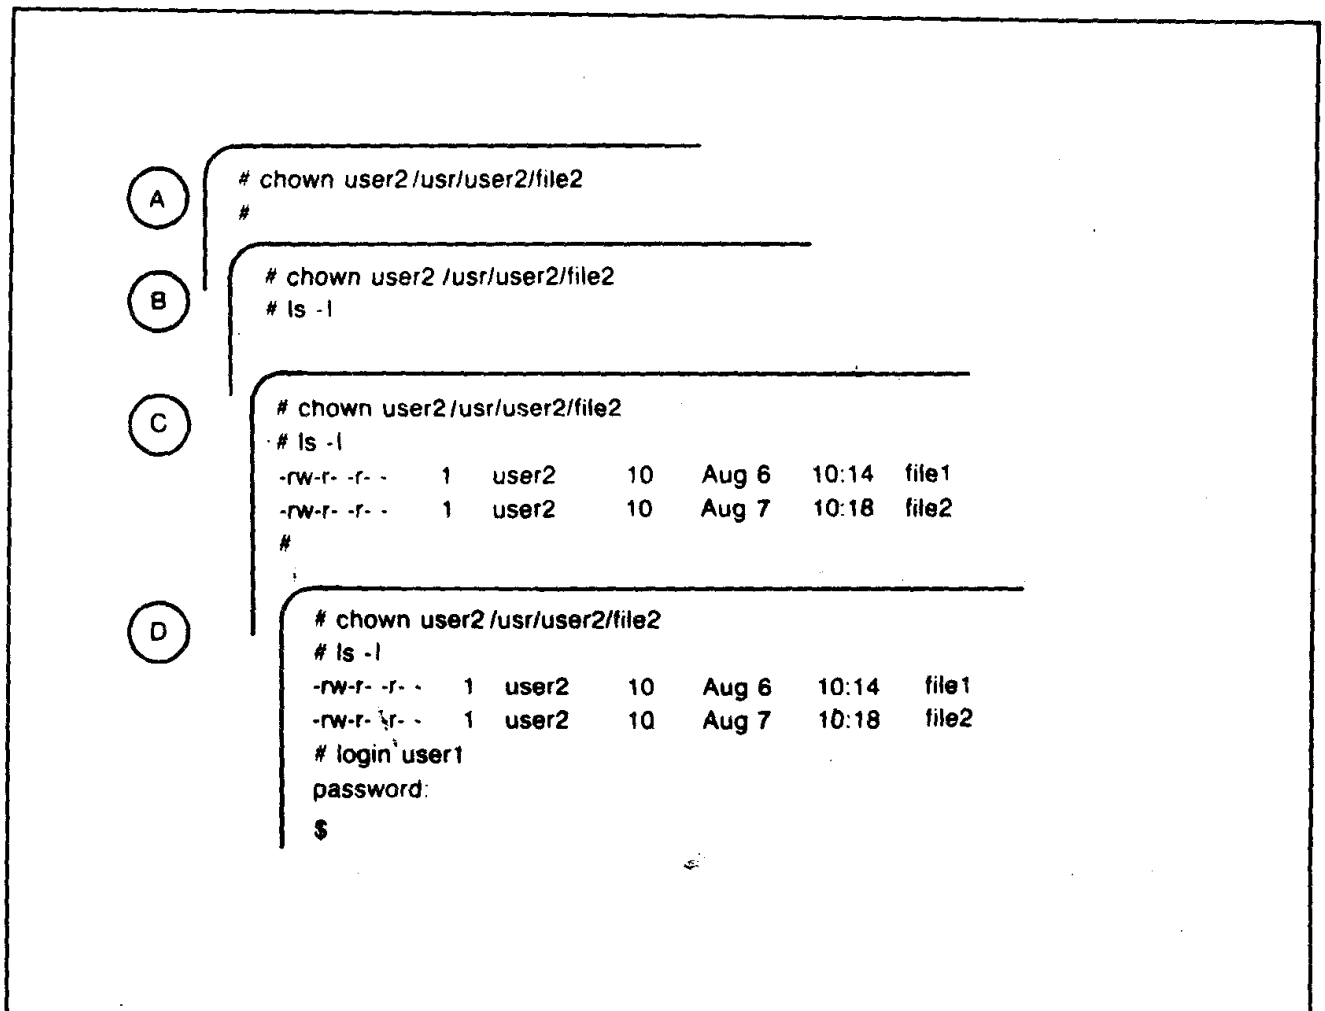 A
# chown user2 /usr/user2/file2
#
B
# chown user2 /usr/user2/file2
# ls -l
C
# chown user2 /usr/user2/file2
# ls -l
-rw-r- -r- - 1 user2 10 Aug 6 10:14 file1
-rw-r- -r- - 1 user2 10 Aug 7 10:18 file2
#
D
# chown user2 /usr/user2/file2
# ls -l
-rw-r- -r- - 1 user2 10 Aug 6 10:14 file1
-rw-r- -r- - 1 user2 10 Aug 7 10:18 file2
# login user1
password:
$